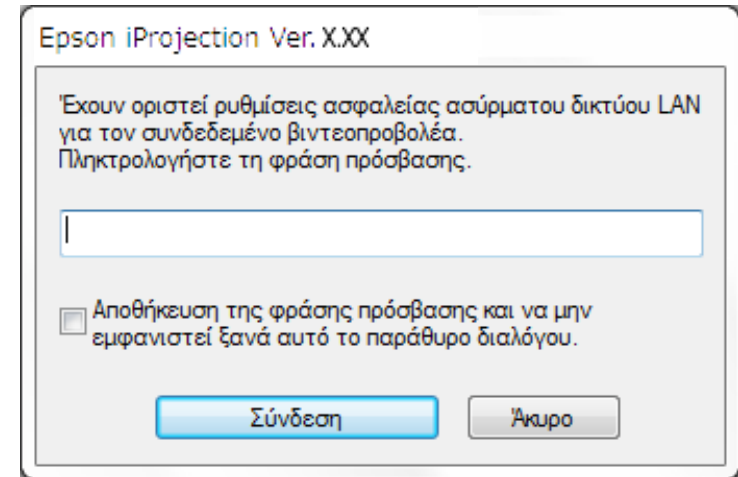 Epson iProjection Ver. X.XX
Έχουν οριστεί ρυθμίσεις ασφαλείας ασύρματου δικτύου LAN
για τον συνδεδεμένο βιντεοπροβολέα.
Πληκτρολογήστε τη φράση πρόσβασης.
Αποθήκευση της φράσης πρόσβασης και να μην
εμφανιστεί ξανά αυτό το παράθυρο διαλόγου.
Σύνδεση
Άκυρο